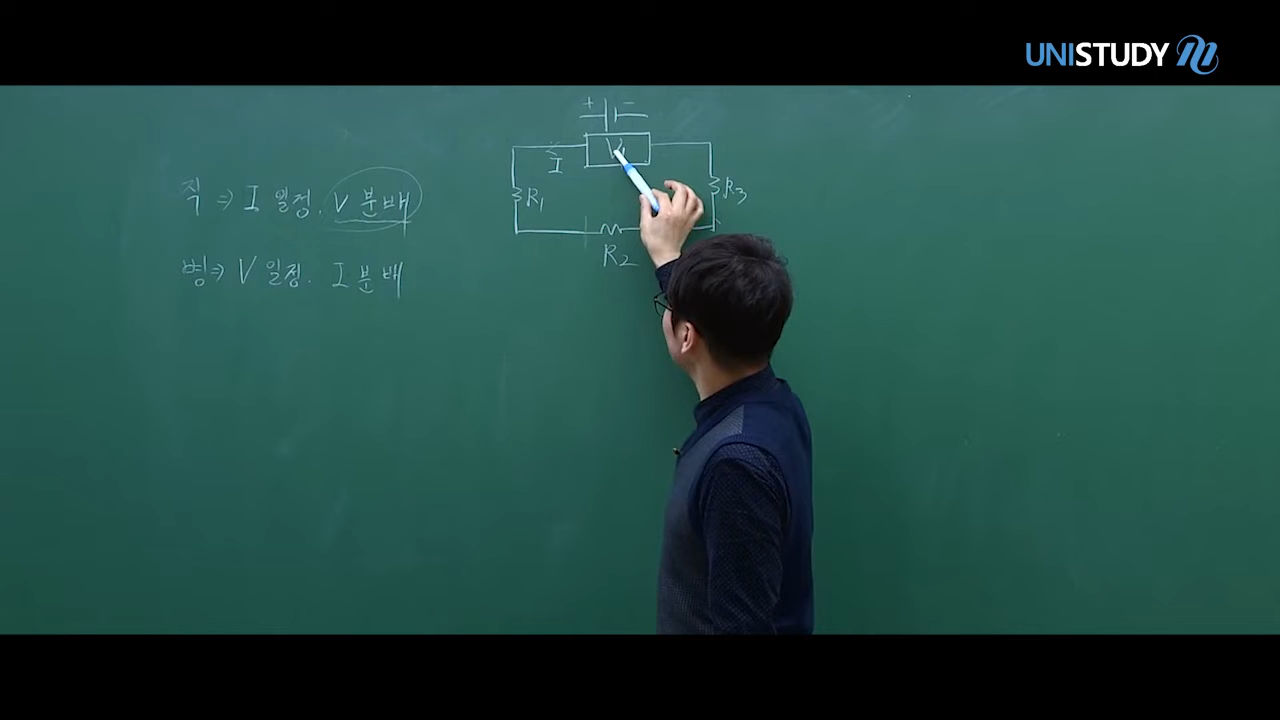 UNISTUDY
+ -
I
R1
R3
R2
직 ⇒ I 일정. V 분배
병 ⇒ V 일정. I 분배